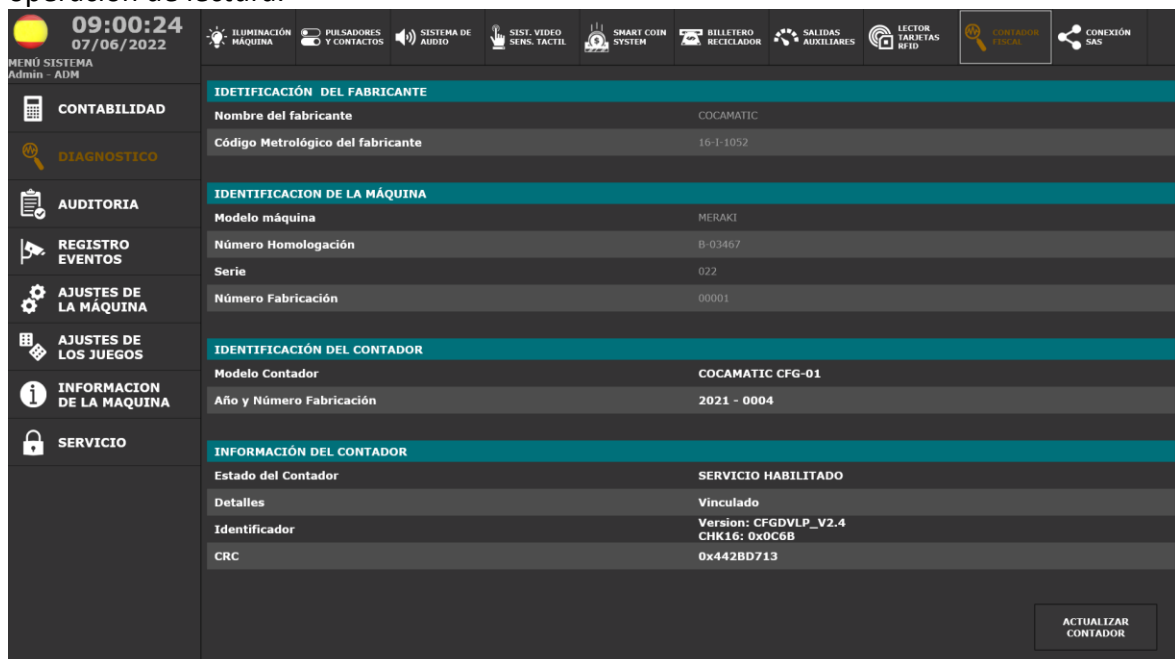 operación de lectura.
09:00:24
07/06/2022
MENÚ SISTEMA
Admin - ADM
ILUMINACIÓN
MÁQUINA
PULSADORES
Y CONTACTOS
SISTEMA DE
AUDIO
SIST. VIDEO
SENS. TACTIL
SMART COIN
SYSTEM
BILLETERO
RECICLADOR
SALIDAS
AUXILIARES
LECTOR
TARJETAS
RFID
CONTADOR
FISCAL
CONEXIÓN
SAS
CONTABILIDAD
DIAGNOSTICO
AUDITORIA
REGISTRO
EVENTOS
AJUSTES DE
LA MÁQUINA
AJUSTES DE
LOS JUEGOS
INFORMACION
DE LA MAQUINA
SERVICIO
IDETIFICACIÓN DEL FABRICANTE
Nombre del fabricante COCAMATIC
Código Metrológico del fabricante 16-I-1052
IDENTIFICACION DE LA MÁQUINA
Modelo máquina MERAKI
Número Homologación B-03467
Serie 022
Número Fabricación 00001
IDENTIFICACIÓN DEL CONTADOR
Modelo Contador COCAMATIC CFG-01
Año y Número Fabricación 2021 - 0004
INFORMACIÓN DEL CONTADOR
Estado del Contador SERVICIO HABILITADO
Detalles Vinculado
Identificador Version: CFGDVLP_V2.4
CHK16: 0x0C6B
CRC 0x442BD713
ACTUALIZAR
CONTADOR